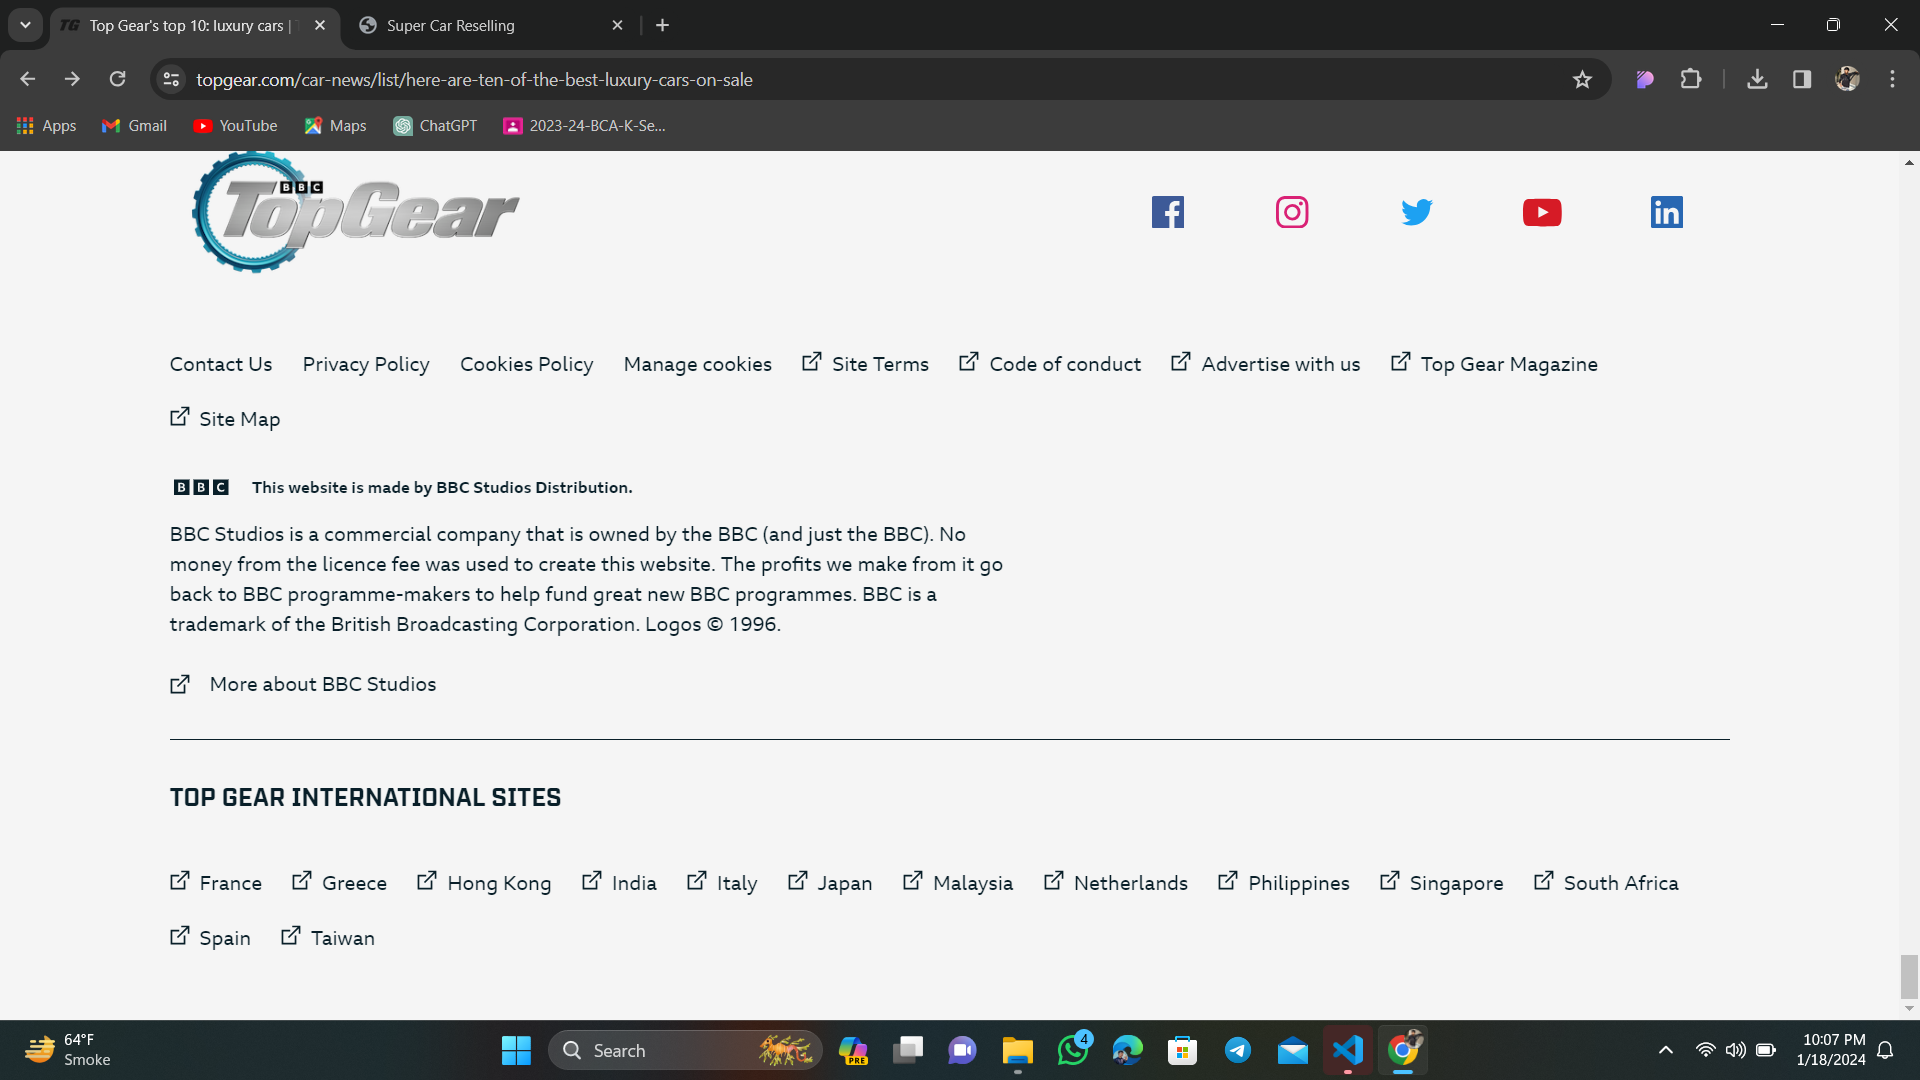 TG Top Gear's top 10: luxury cars |
Super Car Reselling
topgear.com/car-news/list/here-are-ten-of-the-best-luxury-cars-on-sale
Apps Gmail YouTube Maps ChatGPT 2023-24-BCA-K-Se...
BBC
TopGear
Contact Us Privacy Policy Cookies Policy Manage cookies Site Terms Code of conduct Advertise with us Top Gear Magazine
Site Map
BBC This website is made by BBC Studios Distribution.
BBC Studios is a commercial company that is owned by the BBC (and just the BBC). No
money from the licence fee was used to create this website. The profits we make from it go
back to BBC programme-makers to help fund great new BBC programmes. BBC is a
trademark of the British Broadcasting Corporation. Logos © 1996.
More about BBC Studios
TOP GEAR INTERNATIONAL SITES
France Greece Hong Kong India Italy Japan Malaysia Netherlands Philippines Singapore South Africa
Spain Taiwan
64°F
Smoke
Search
PRE
4
10:07 PM
1/18/2024